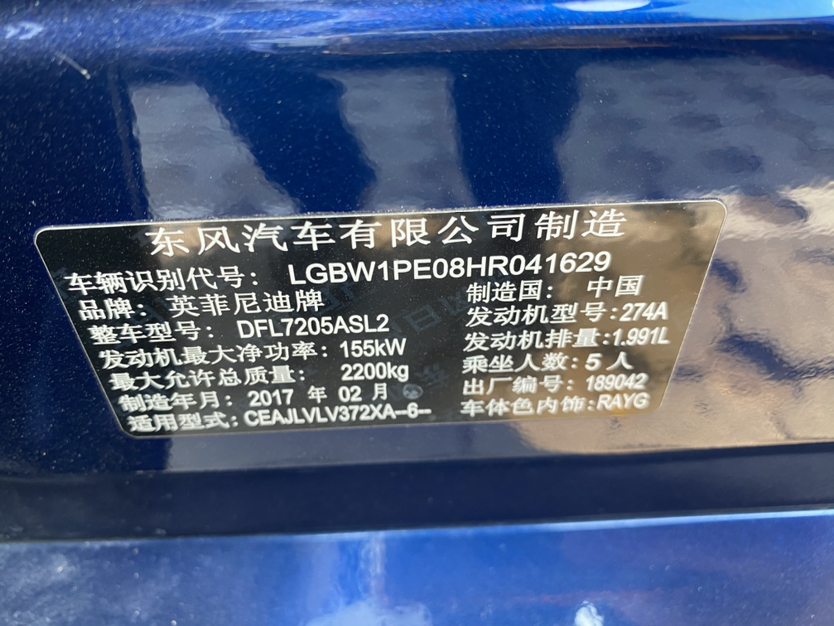 东风汽车有限公司制造
车辆识别代号: LGBW1PE08HR041629
品牌: 英菲尼迪牌 制造国: 中国
整车型号: DFL7205ASL2 发动机型号:274A
发动机最大净功率: 155kW 发动机排量:1.991L
最大允许总质量: 2200kg 乘坐人数:5 人
制造年月: 2017 年 02 月 出厂编号: 189042
适用型式: CEAJLVLV372XA--6-- 车体色内饰:RAYG